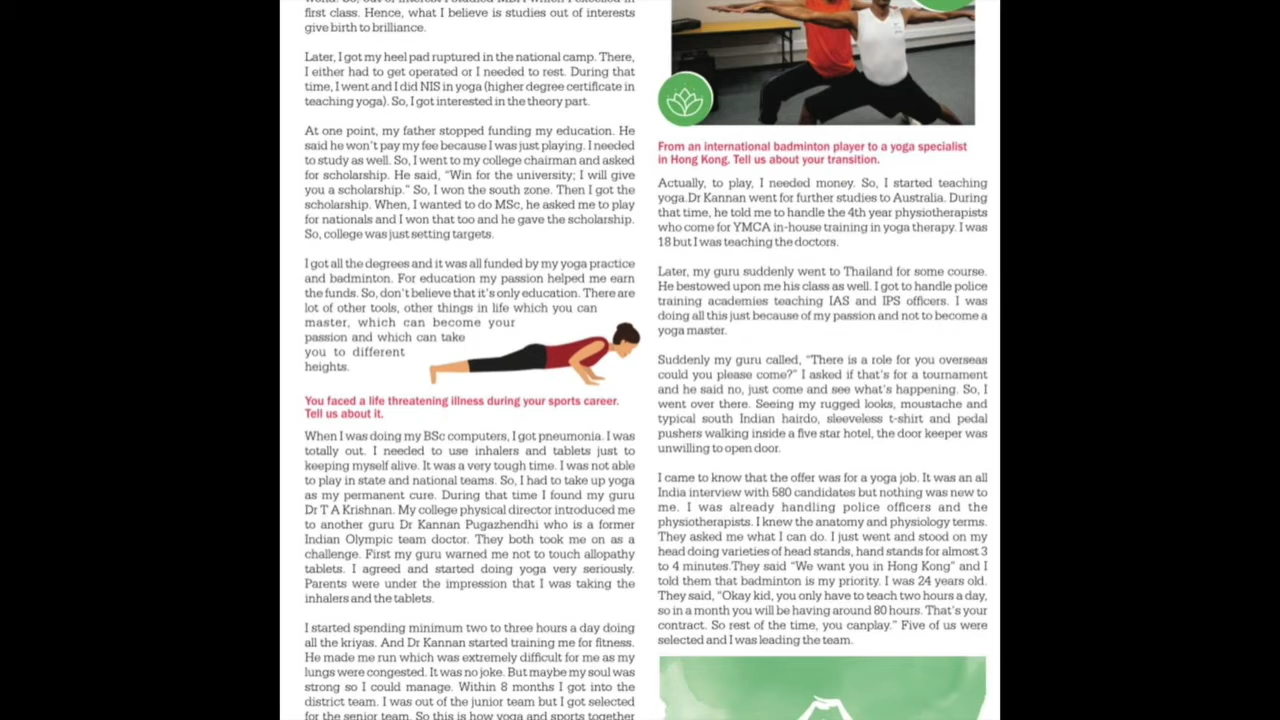 first class. Hence, what I believe is studies out of interests
give birth to brilliance.
Later, I got my heel pad ruptured in the national camp. There,
I either had to get operated or I needed to rest. During that
time, I went and I did NIS in yoga (higher degree certificate in
teaching yoga). So, I got interested in the theory part.
At one point, my father stopped funding my education. He
said he won't pay my fee because I was just playing. I needed
to study as well. So, I went to my college chairman and asked
for scholarship. He said, "Win for the university; I will give
you a scholarship." So, I won the south zone. Then I got the
scholarship. When, I wanted to do MSc, he asked me to play
for nationals and I won that too and he gave the scholarship.
So, college was just setting targets.
I got all the degrees and it was all funded by my yoga practice
and badminton. For education my passion helped me earn
the funds. So, don't believe that it's only education. There are
lot of other tools, other things in life which you can
master, which can become your
passion and which can take
you to different
heights.
You faced a life threatening illness during your sports career.
Tell us about it.
When I was doing my BSc computers, I got pneumonia. I was
totally out. I needed to use inhalers and tablets just to
keeping myself alive. It was a very tough time. I was not able
to play in state and national teams. So, I had to take up yoga
as my permanent cure. During that time I found my guru
Dr T A Krishnan. My college physical director introduced me
to another guru Dr Kannan Pugazhendhi who is a former
Indian Olympic team doctor. They both took me on as a
challenge. First my guru warned me not to touch allopathy
tablets. I agreed and started doing yoga very seriously.
Parents were under the impression that I was taking the
inhalers and the tablets.
I started spending minimum two to three hours a day doing
all the kriyas. And Dr Kannan started training me for fitness.
He made me run which was extremely difficult for me as my
lungs were congested. It was no joke. But maybe my soul was
strong so I could manage. Within 8 months I got into the
district team. I was out of the junior team but I got selected
for the senior team. So this is how yoga and sports together
From an international badminton player to a yoga specialist
in Hong Kong. Tell us about your transition.
Actually, to play, I needed money. So, I started teaching
yoga.Dr Kannan went for further studies to Australia. During
that time, he told me to handle the 4th year physiotherapists
who come for YMCA in-house training in yoga therapy. I was
18 but I was teaching the doctors.
Later, my guru suddenly went to Thailand for some course.
He bestowed upon me his class as well. I got to handle police
training academies teaching IAS and IPS officers. I was
doing all this just because of my passion and not to become a
yoga master.
Suddenly my guru called, "There is a role for you overseas
could you please come?" I asked if that's for a tournament
and he said no, just come and see what's happening. So, I
went over there. Seeing my rugged looks, moustache and
typical south Indian hairdo, sleeveless t-shirt and pedal
pushers walking inside a five star hotel, the door keeper was
unwilling to open door.
I came to know that the offer was for a yoga job. It was an all
India interview with 580 candidates but nothing was new to
me. I was already handling police officers and the
physiotherapists. I knew the anatomy and physiology terms.
They asked me what I can do. I just went and stood on my
head doing varieties of head stands, hand stands for almost 3
to 4 minutes.They said "We want you in Hong Kong" and I
told them that badminton is my priority. I was 24 years old.
They said, "Okay kid, you only have to teach two hours a day,
so in a month you will be having around 80 hours. That's your
contract. So rest of the time, you canplay." Five of us were
selected and I was leading the team.